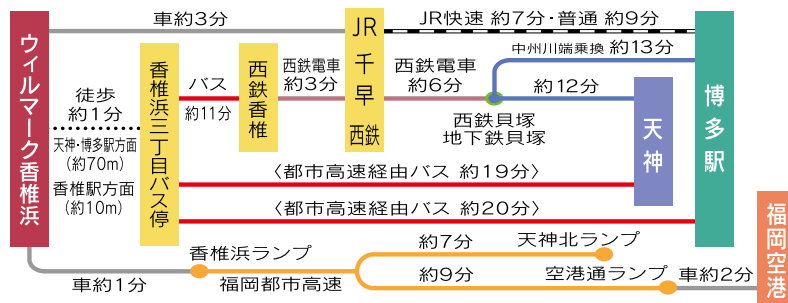 車約3分
JR快速 約7分・普通 約9分
ウィルマーク香椎浜
徒歩
約1分
天神・博多駅方面
(約70m)
香椎駅方面
(約10m)
香椎浜三丁目バス停
バス
約11分
西鉄香椎
西鉄電車
約3分
JR
千早
西鉄
西鉄電車
約6分
中州川端乗換 約13分
約12分
西鉄貝塚
地下鉄貝塚
天神
博多駅
〈都市高速経由バス 約19分〉
〈都市高速経由バス 約20分〉
車約1分
香椎浜ランプ
福岡都市高速
約7分
天神北ランプ
約9分
空港通ランプ
車約2分
福岡空港